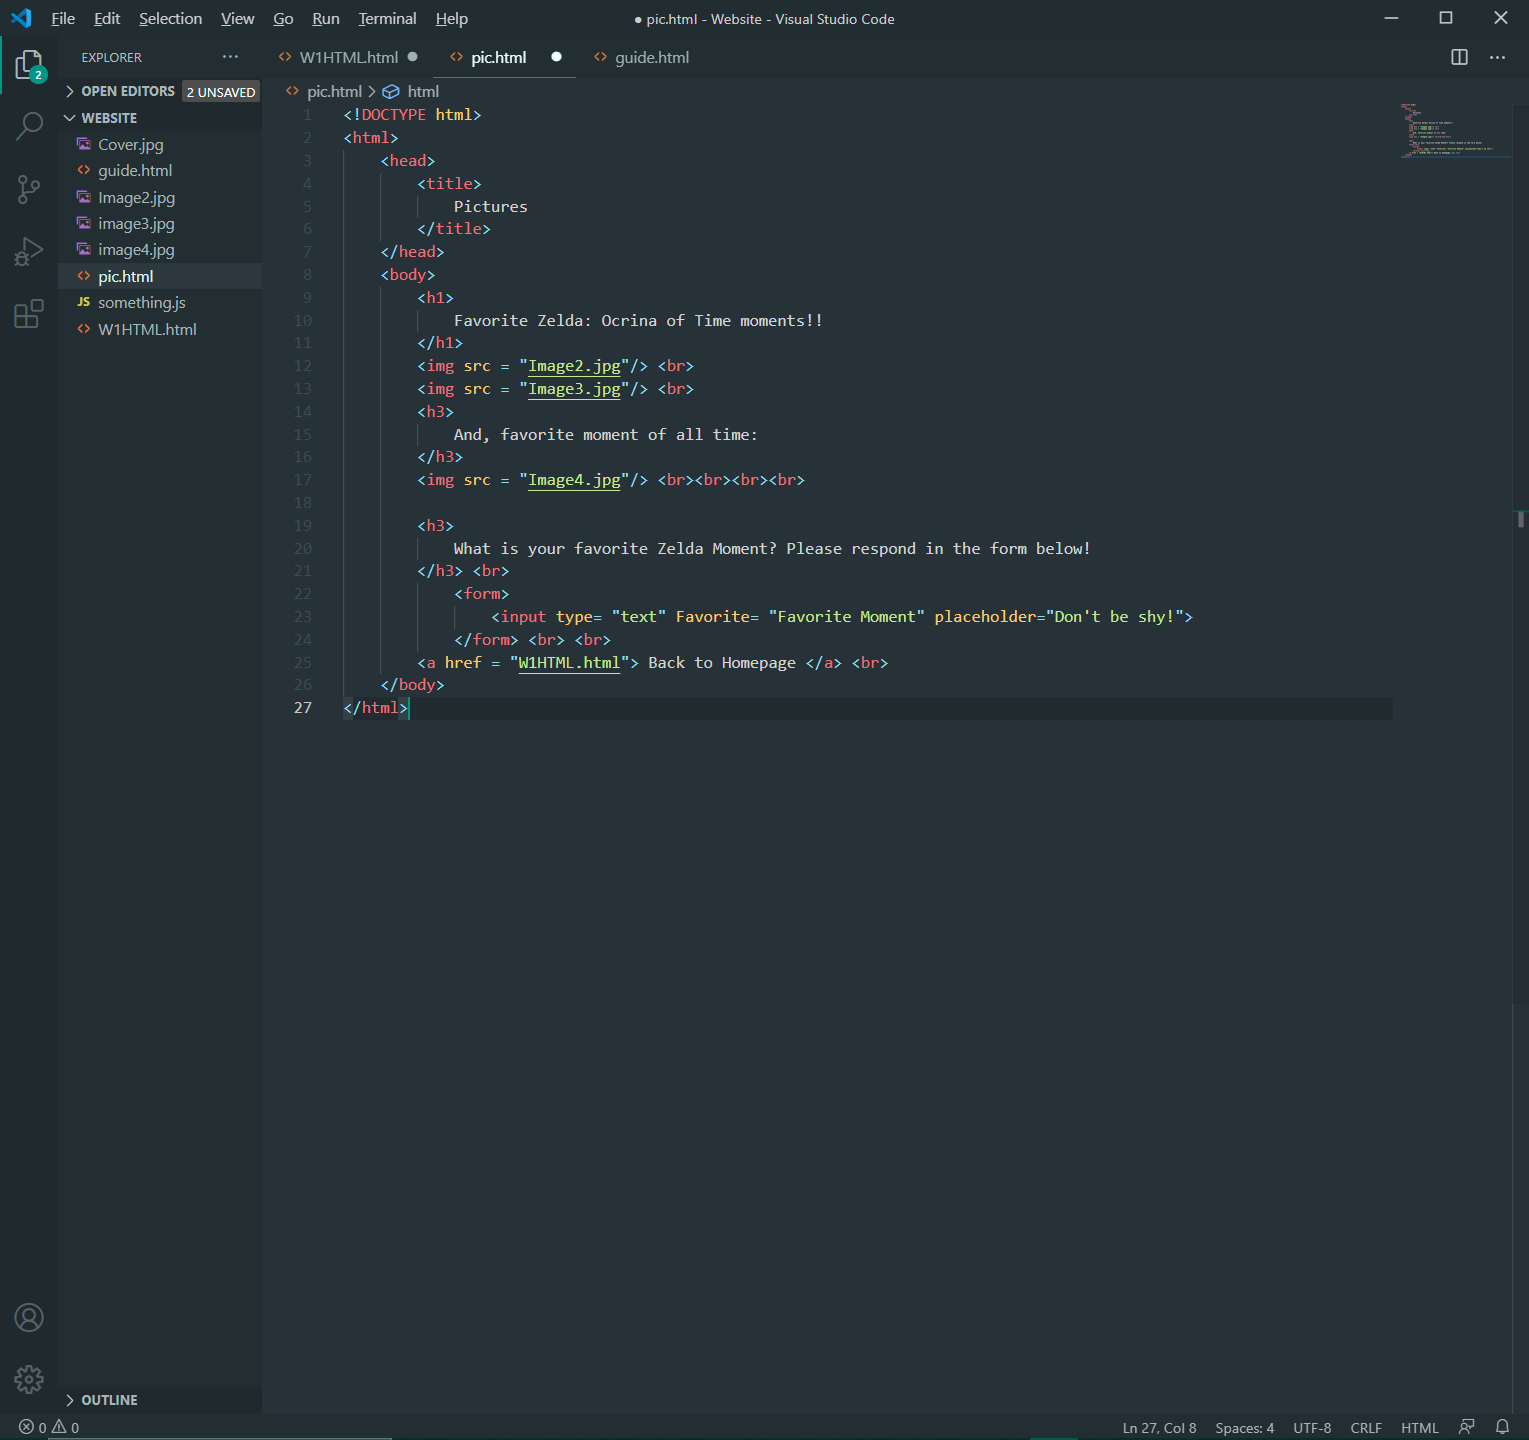 File Edit Selection View Go Run Terminal Help
● pic.html - Website - Visual Studio Code
EXPLORER ···
W1HTML.html ● pic.html ● guide.html
OPEN EDITORS 2 UNSAVED
WEBSITE
Cover.jpg
guide.html
Image2.jpg
image3.jpg
image4.jpg
pic.html
JS something.js
W1HTML.html
OUTLINE
2
pic.html > html
1 <!DOCTYPE html>
2 <html>
3 <head>
4 <title>
5 Pictures
6 </title>
7 </head>
8 <body>
9 <h1>
10 Favorite Zelda: Ocrina of Time moments!!
11 </h1>
12 <img src = "Image2.jpg"/> <br>
13 <img src = "Image3.jpg"/> <br>
14 <h3>
15 And, favorite moment of all time:
16 </h3>
17 <img src = "Image4.jpg"/> <br><br><br><br>
18
19 <h3>
20 What is your favorite Zelda Moment? Please respond in the form below!
21 </h3> <br>
22 <form>
23 <input type= "text" Favorite= "Favorite Moment" placeholder="Don't be shy!">
24 </form> <br> <br>
25 <a href = "W1HTML.html"> Back to Homepage </a> <br>
26 </body>
27 </html>
0 0
Ln 27, Col 8 Spaces: 4 UTF-8 CRLF HTML